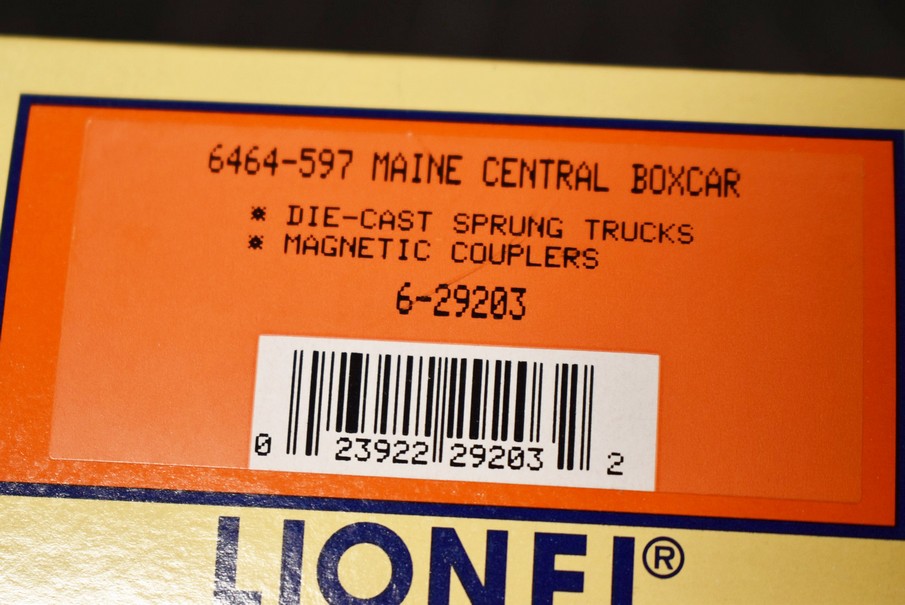 6464-597 MAINE CENTRAL BOXCAR
* DIE-CAST SPRUNG TRUCKS
* MAGNETIC COUPLERS
6-29203
0 23922 29203 2
LIONEL®